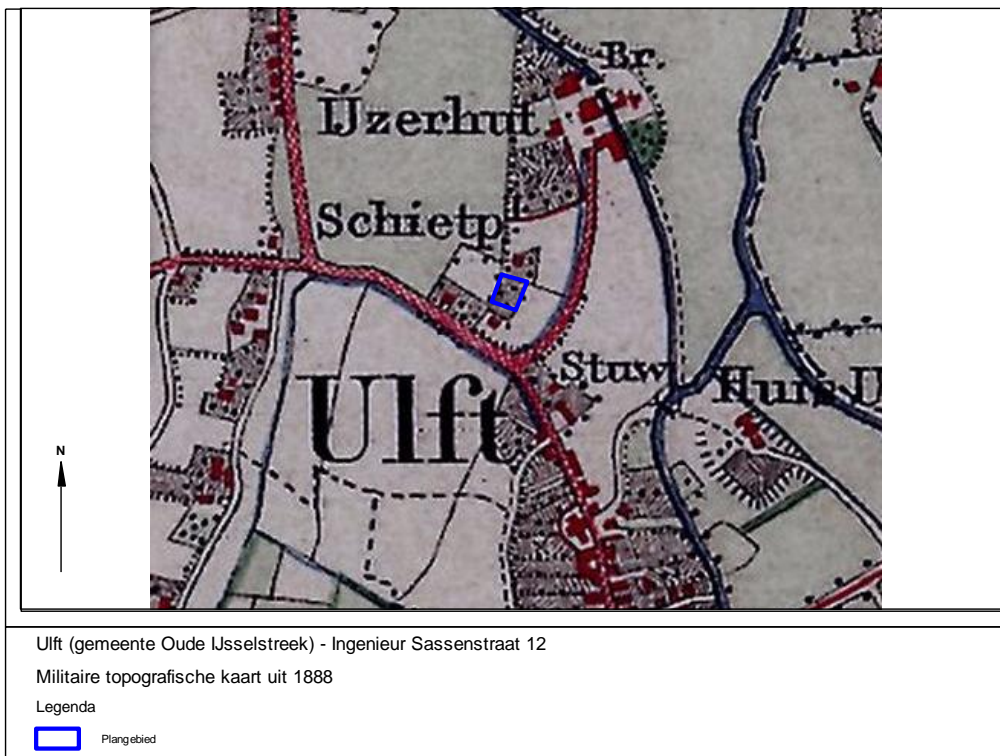 Br.
IJzerhut
Schietp
Stuw
Huis U
Ulft
N
Ulft (gemeente Oude IJsselstreek) - Ingenieur Sassenstraat 12
Militaire topografische kaart uit 1888
Legenda
Plangebied